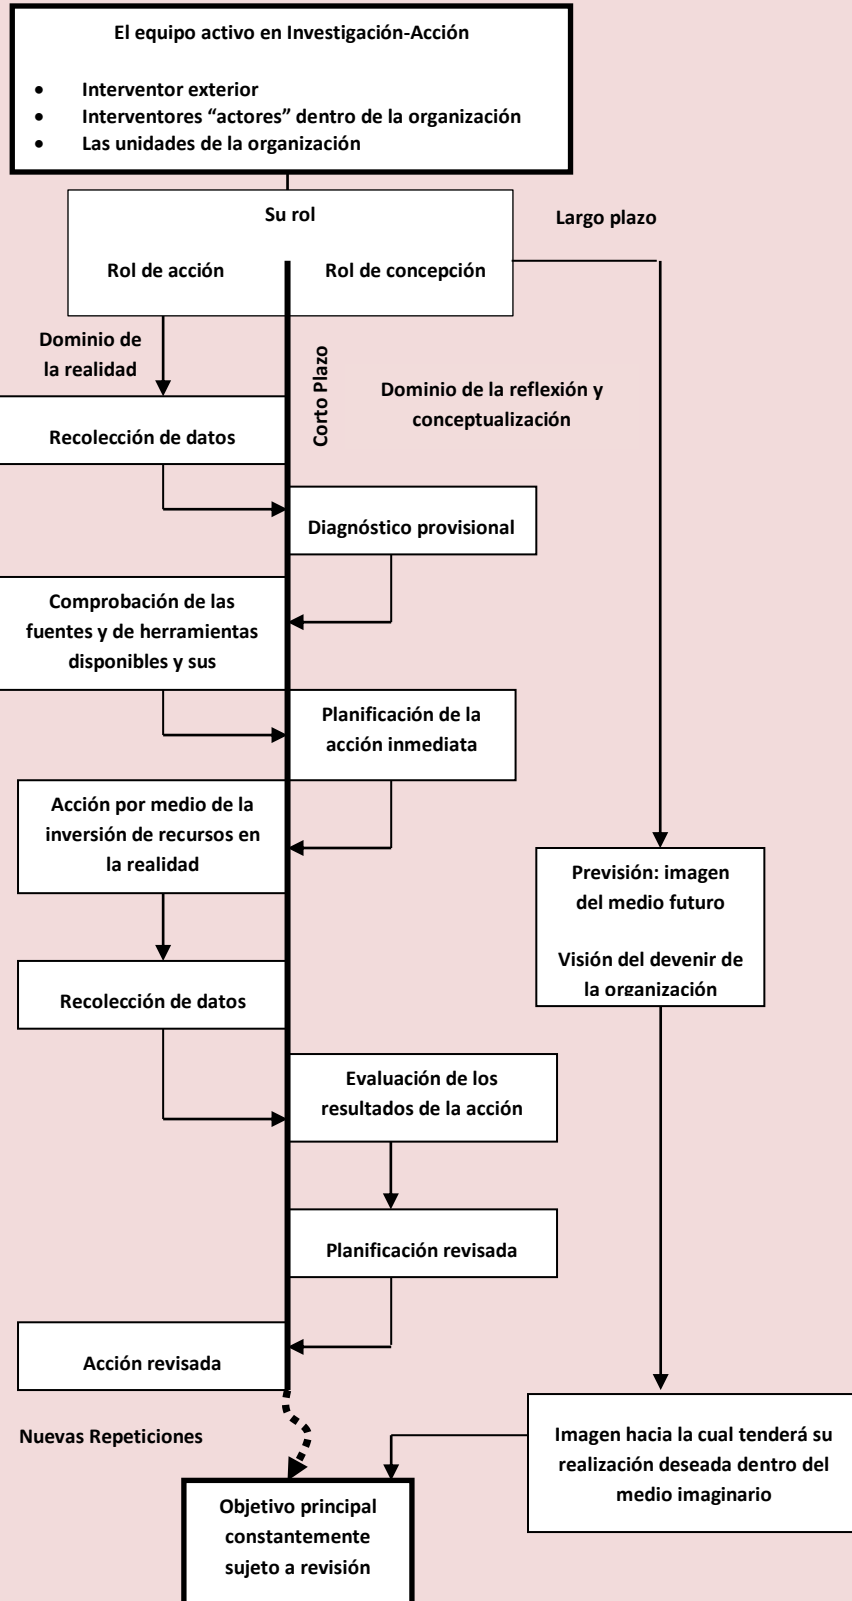 El equipo activo en Investigación-Acción
• Interventor exterior
• Interventores “actores” dentro de la organización
• Las unidades de la organización
Su rol
Largo plazo
Rol de acción
Rol de concepción
Dominio de
la realidad
Corto Plazo
Dominio de la reflexión y
conceptualización
Recolección de datos
Diagnóstico provisional
Comprobación de las
fuentes y de herramientas
disponibles y sus
Planificación de la
acción inmediata
Acción por medio de la
inversión de recursos en
la realidad
Previsión: imagen
del medio futuro
Visión del devenir de
la organización
Recolección de datos
Evaluación de los
resultados de la acción
Planificación revisada
Acción revisada
Nuevas Repeticiones
Imagen hacia la cual tenderá su
realización deseada dentro del
medio imaginario
Objetivo principal
constantemente
sujeto a revisión